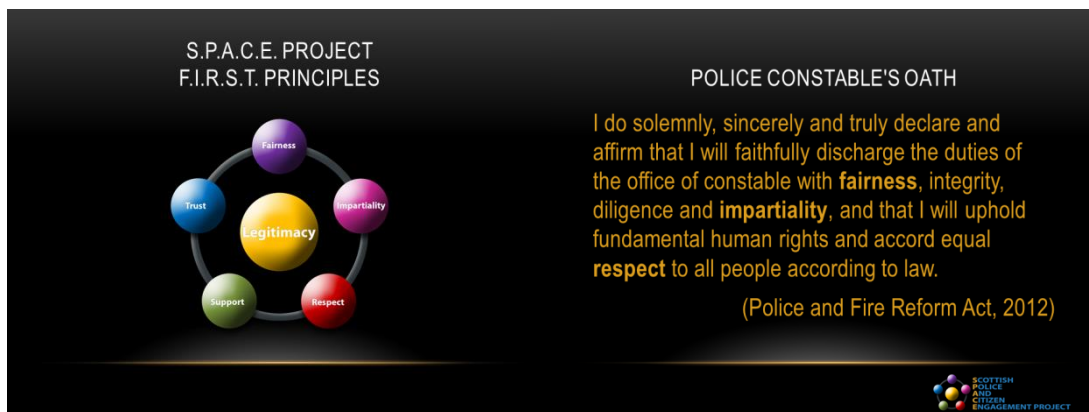 S.P.A.C.E. PROJECT
F.I.R.S.T. PRINCIPLES
Fairness
Trust
Impartiality
Legitimacy
Support
Respect
POLICE CONSTABLE'S OATH
I do solemnly, sincerely and truly declare and
affirm that I will faithfully discharge the duties of
the office of constable with fairness, integrity,
diligence and impartiality, and that I will uphold
fundamental human rights and accord equal
respect to all people according to law.
(Police and Fire Reform Act, 2012)
SCOTTISH
POLICE
AND
CITIZEN
ENGAGEMENT PROJECT